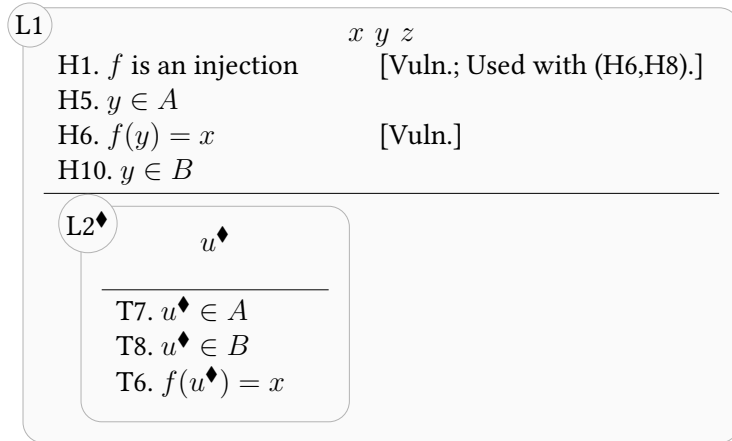 L1
x y z
H1. f is an injection [Vuln.; Used with (H6,H8).]
H5. y ∈ A
H6. f(y) = x [Vuln.]
H10. y ∈ B
L2♦
u♦
T7. u♦ ∈ A
T8. u♦ ∈ B
T6. f(u♦) = x